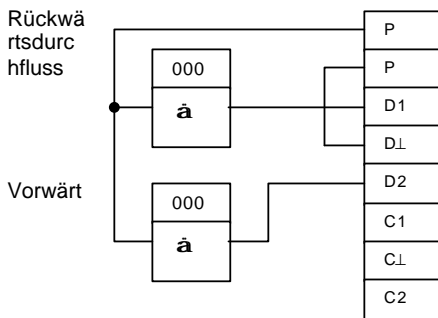 Rückwä
rtsdurc
hfluss
000
ȧ
Vorwärt
000
ȧ
P
P
D1
D⊥
D2
C1
C⊥
C2